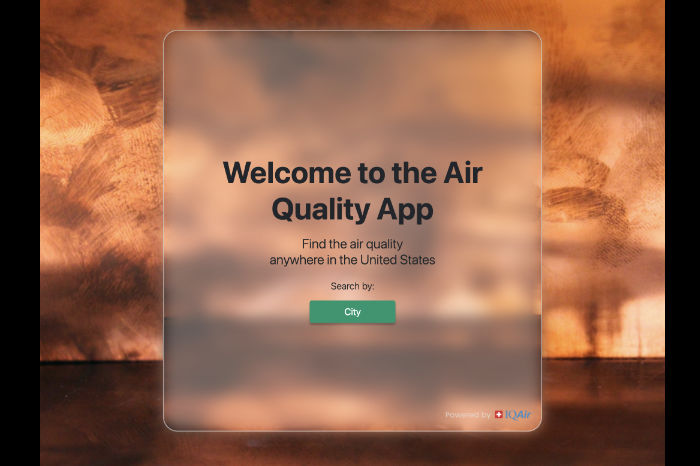 Welcome to the Air
Quality App
Find the air quality
anywhere in the United States
Search by:
City
Powered by IQAir